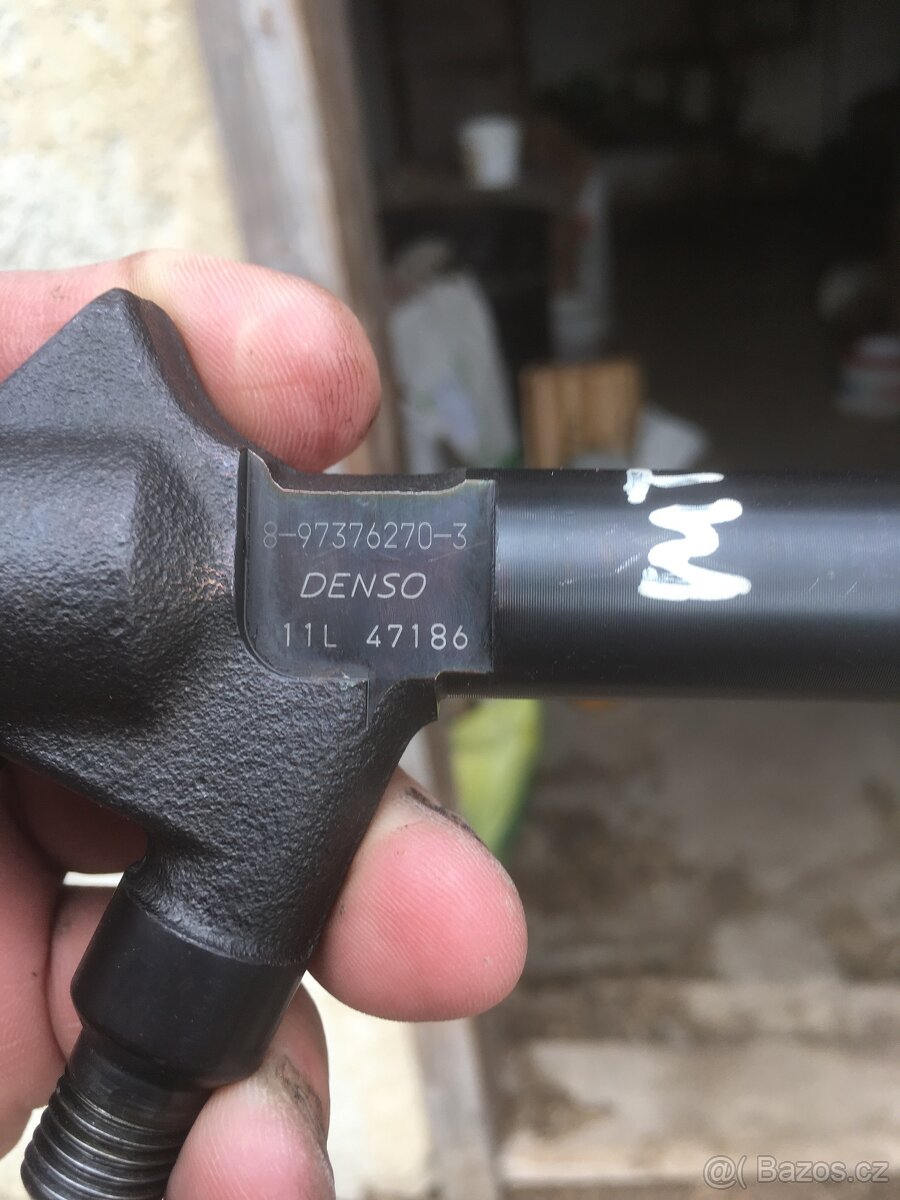 8-97376270-3
DENSO
11L 47186
@( Bazos.cz